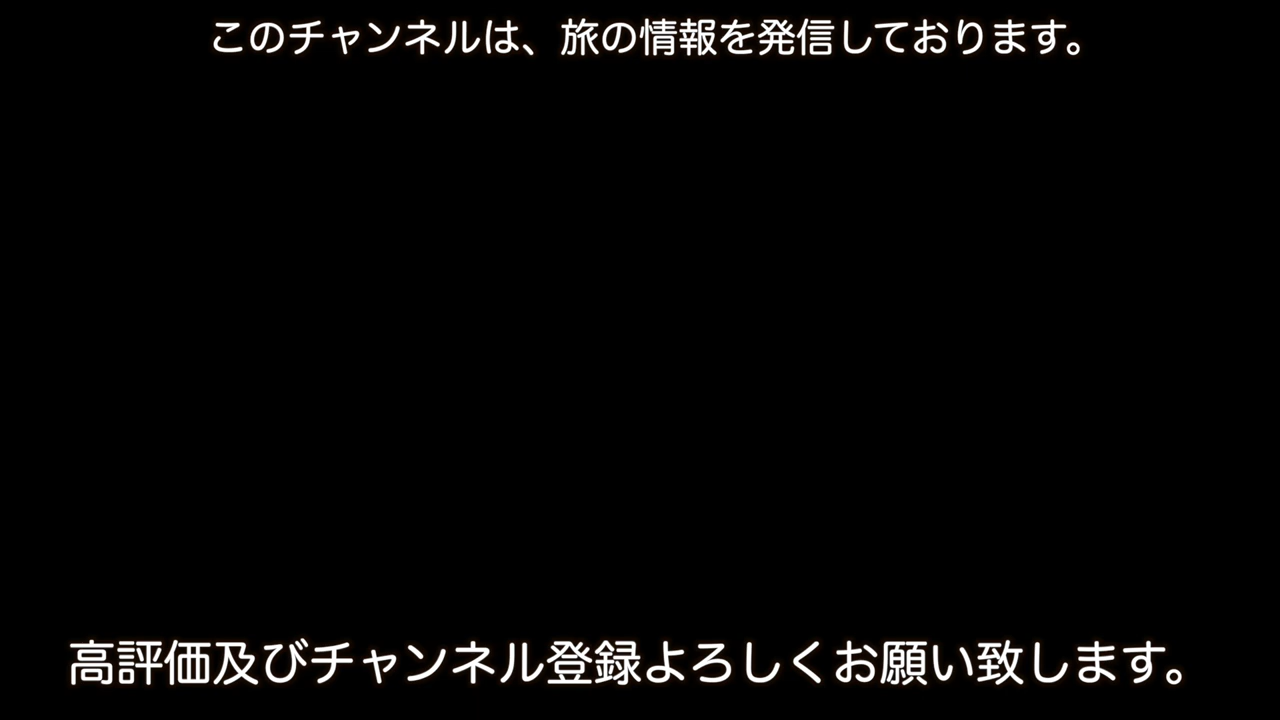 このチャンネルは、旅の情報を発信しております。
高評価及びチャンネル登録よろしくお願い致します。